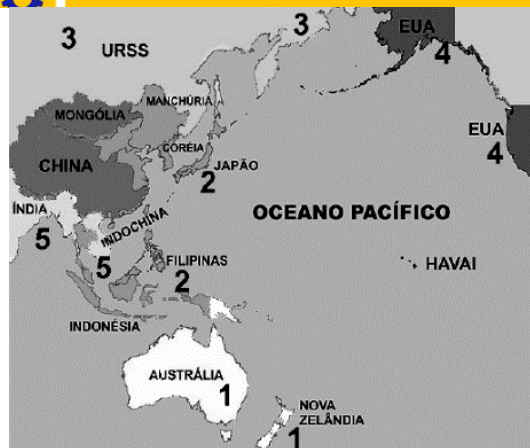 3
URSS
3
EUA
4
MANCHÚRIA
MONGÓLIA
EUA
4
CORÉIA
CHINA
JAPÃO
2
ÍNDIA
INDOCHINA
OCEANO PACÍFICO
5
5
FILIPINAS
2
HAVAI
INDONÉSIA
AUSTRÁLIA
1
NOVA
ZELÂNDIA
1